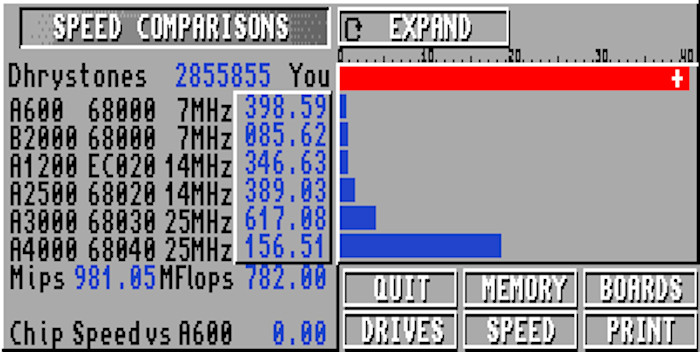 SPEED COMPARISONS
EXPAND
0 10 20 30 40
Dhrystones 2855855 You
A600 68000 7MHz 398.59
B2000 68000 7MHz 085.62
A1200 EC020 14MHz 346.63
A2500 68020 14MHz 389.03
A3000 68030 25MHz 617.08
A4000 68040 25MHz 156.51
Mips 981.05 MFlops 782.00
QUIT MEMORY BOARDS
Chip Speed vs A600 0.00
DRIVES SPEED PRINT